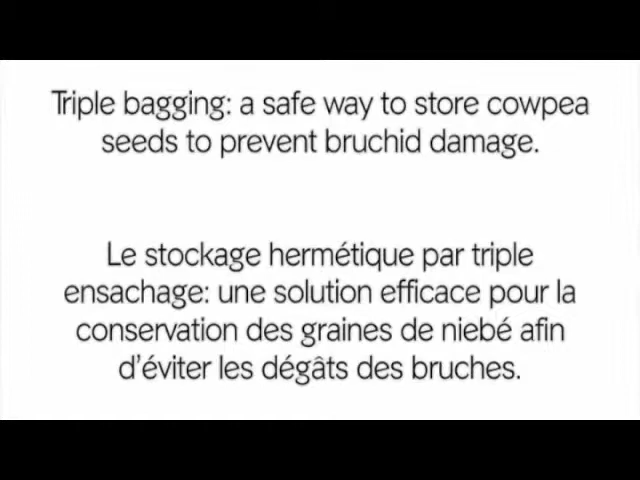 Triple bagging: a safe way to store cowpea
seeds to prevent bruchid damage.
Le stockage hermétique par triple
ensachage: une solution efficace pour la
conservation des graines de niebé afin
d'éviter les dégâts des bruches.